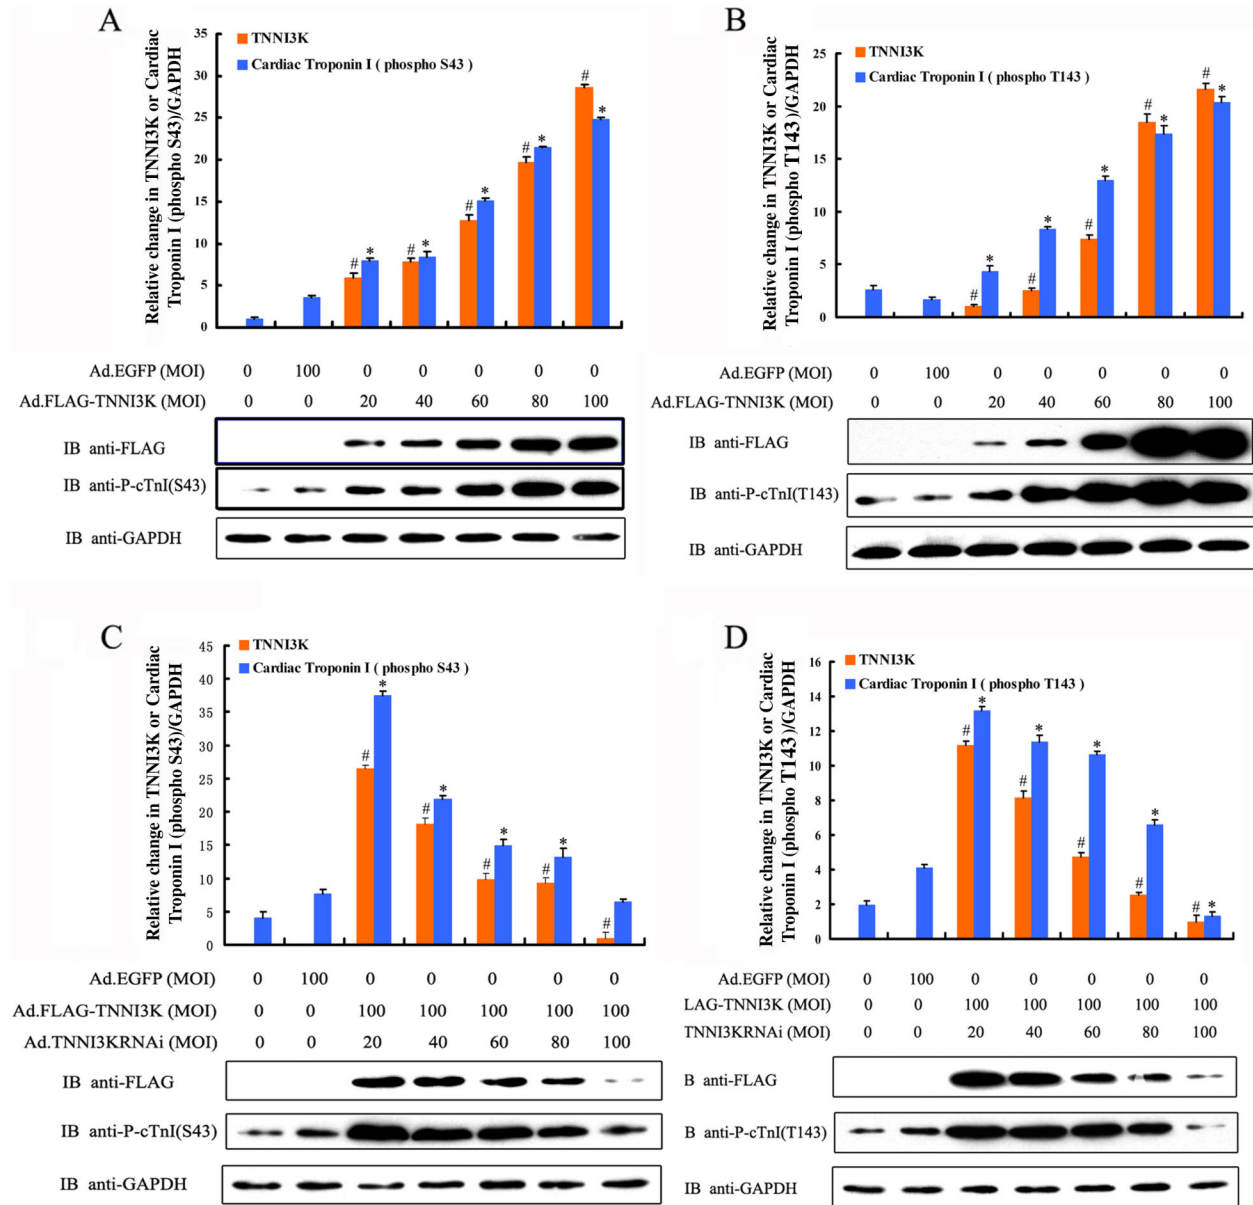 A
Relative change in TNNI3K or Cardiac
Troponin I (phospho S43)/GAPDH
35
30
25
20
15
10
5
0
TNNI3K
Cardiac Troponin I ( phospho S43 )
# * # * # * # * # *
Ad.EGFP (MOI) 0 100 0 0 0 0 0
Ad.FLAG-TNNI3K (MOI) 0 0 20 40 60 80 100
IB anti-FLAG
IB anti-P-cTnI(S43)
IB anti-GAPDH
B
Relative change in TNNI3K or Cardiac
Troponin I (phospho T143)/GAPDH
25
20
15
10
5
0
TNNI3K
Cardiac Troponin I ( phospho T143 )
# * # * # * # * # *
Ad.EGFP (MOI) 0 100 0 0 0 0 0
Ad.FLAG-TNNI3K (MOI) 0 0 20 40 60 80 100
IB anti-FLAG
IB anti-P-cTnI(T143)
IB anti-GAPDH
C
Relative change in TNNI3K or Cardiac
Troponin I (phospho S43)/GAPDH
45
40
35
30
25
20
15
10
5
0
TNNI3K
Cardiac Troponin I ( phospho S43 )
# * # * # * # * #
Ad.EGFP (MOI) 0 100 0 0 0 0 0
Ad.FLAG-TNNI3K (MOI) 0 0 100 100 100 100 100
Ad.TNNI3KRNAi (MOI) 0 0 20 40 60 80 100
IB anti-FLAG
IB anti-P-cTnI(S43)
IB anti-GAPDH
D
Relative change in TNNI3K or Cardiac
Troponin I (phospho T143)/GAPDH
16
14
12
10
8
6
4
2
0
TNNI3K
Cardiac Troponin I ( phospho T143 )
# * # * # * # * # *
Ad.EGFP (MOI) 0 100 0 0 0 0 0
LAG-TNNI3K (MOI) 0 0 100 100 100 100 100
TNNI3KRNAi (MOI) 0 0 20 40 60 80 100
B anti-FLAG
B anti-P-cTnI(T143)
IB anti-GAPDH